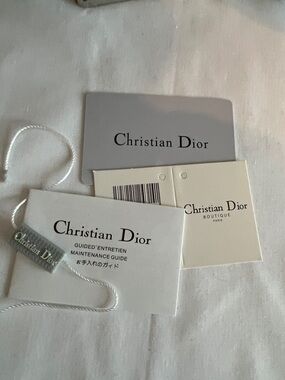 Christian Dior
Christian Dior
BOUTIQUE
PARIS
Christian Dior
GUIDED'ENTRETIEN
MAINTENANCE GUIDE
お手入れのガイド
Christian Dior